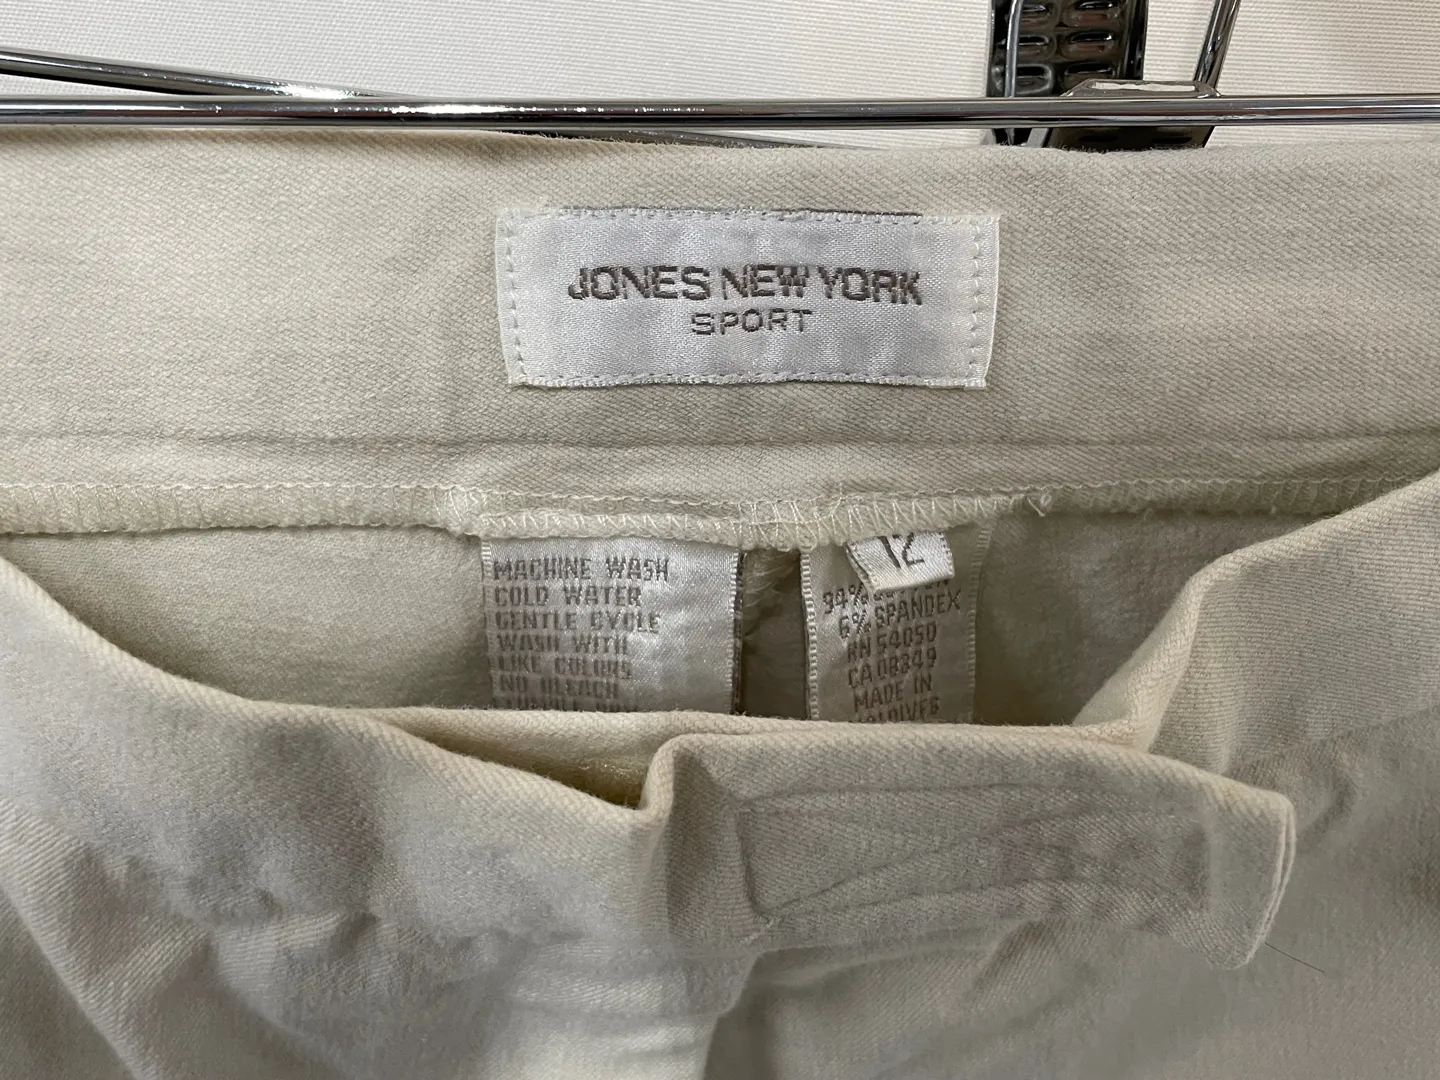 JONES NEW YORK
SPORT
MACHINE WASH
COLD WATER
GENTLE CYCLE
WASH WITH
LIKE COLORS
NO BLEACH
12
94%
6% SPANDEX
RN 54050
CA 08349
MADE IN